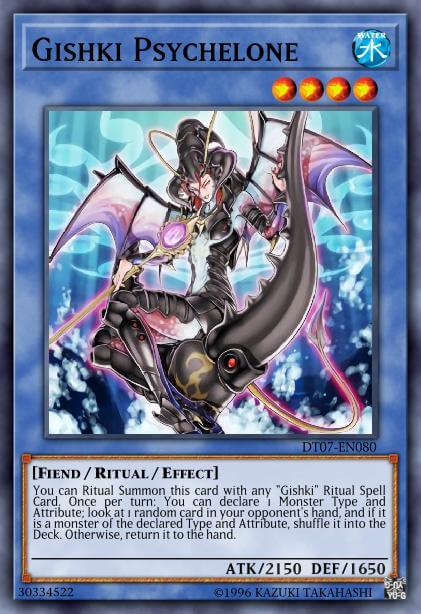 Gishki Psychelone
WATER
水
DT07-EN080
[Fiend / Ritual / Effect]
You can Ritual Summon this card with any "Gishki" Ritual Spell
Card. Once per turn: You can declare 1 Monster Type and
Attribute; look at 1 random card in your opponent's hand, and if it
is a monster of the declared Type and Attribute, shuffle it into the
Deck. Otherwise, return it to the hand.
ATK/2150 DEF/1650
30334522
©1996 KAZUKI TAKAHASHI